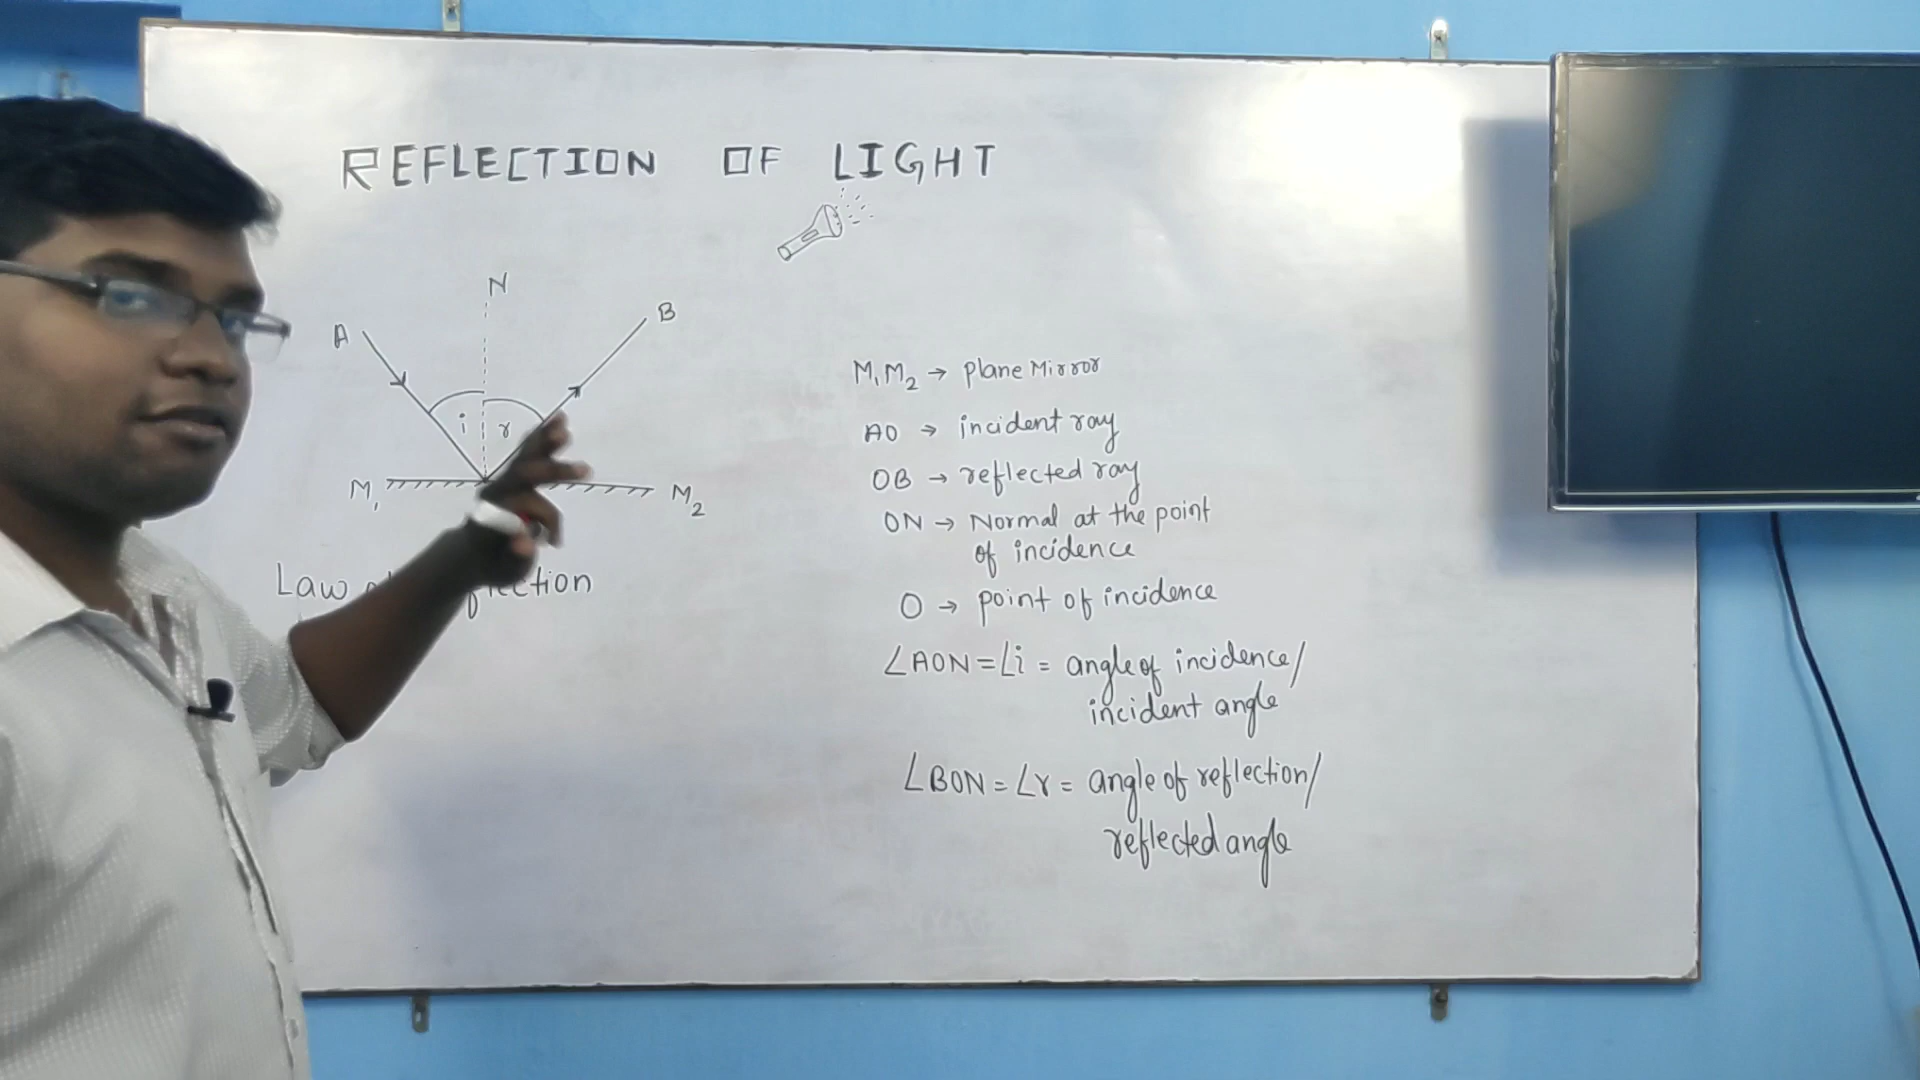 REFLECTION OF LIGHT
N
A
B
i r
M1
M2
Law
M1M2 → plane Mirror
AO → incident ray
OB → reflected ray
ON → Normal at the point
of incidence
O → point of incidence
∠AON = ∠i = angle of incidence/
incident angle
∠BON = ∠r = angle of reflection/
reflected angle